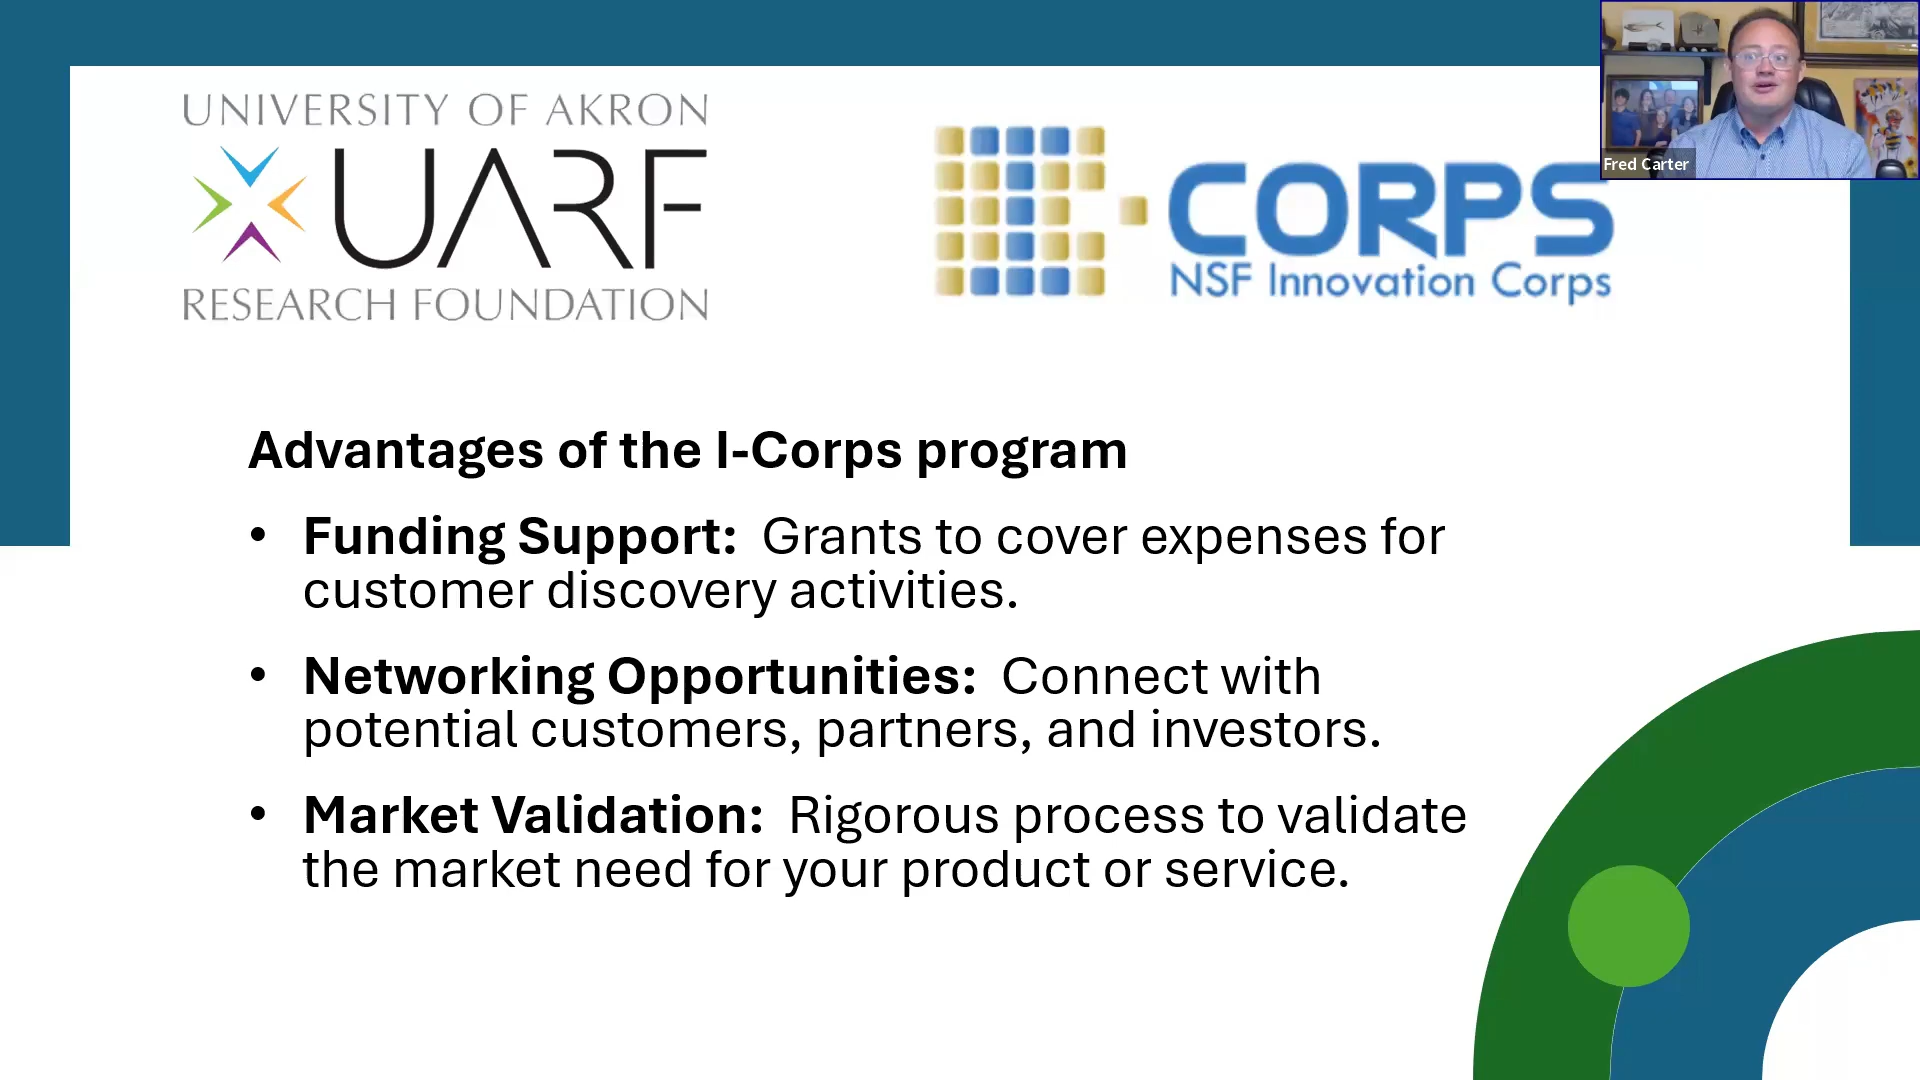 UNIVERSITY OF AKRON
UARF
RESEARCH FOUNDATION
I-CORPS
NSF Innovation Corps
Fred Carter
Advantages of the I-Corps program
• Funding Support: Grants to cover expenses for
customer discovery activities.
• Networking Opportunities: Connect with
potential customers, partners, and investors.
• Market Validation: Rigorous process to validate
the market need for your product or service.